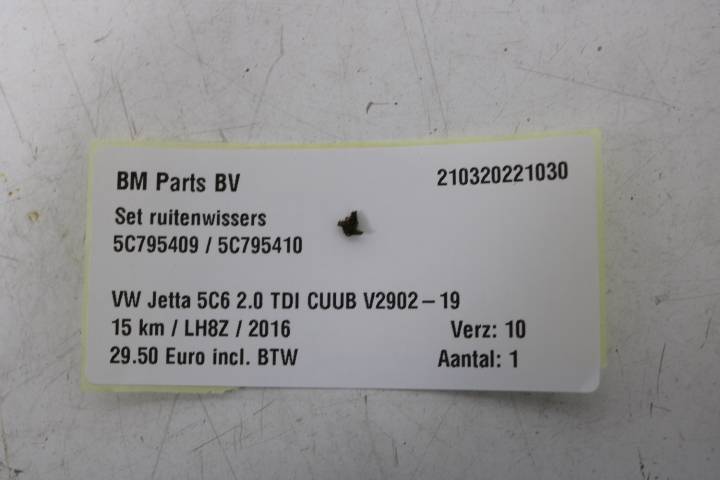 BM Parts BV 210320221030
Set ruitenwissers
5C795409 / 5C795410
VW Jetta 5C6 2.0 TDI CUUB V2902 – 19
15 km / LH8Z / 2016 Verz: 10
29.50 Euro incl. BTW Aantal: 1